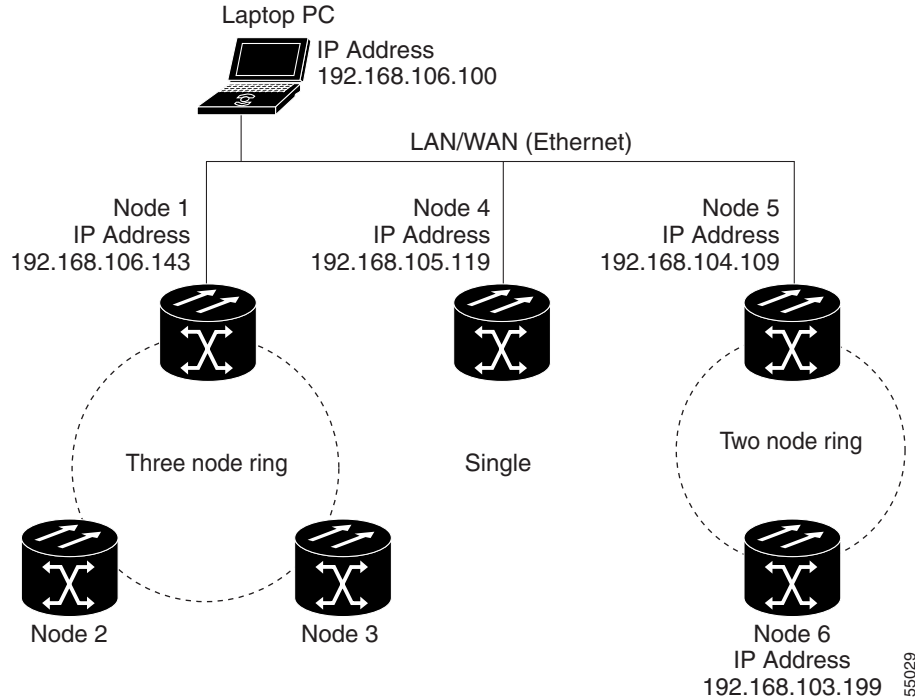 Laptop PC
IP Address
192.168.106.100
LAN/WAN (Ethernet)
Node 1
IP Address
192.168.106.143
Node 4
IP Address
192.168.105.119
Node 5
IP Address
192.168.104.109
Three node ring
Single
Two node ring
Node 2
Node 3
Node 6
IP Address
192.168.103.199
55029